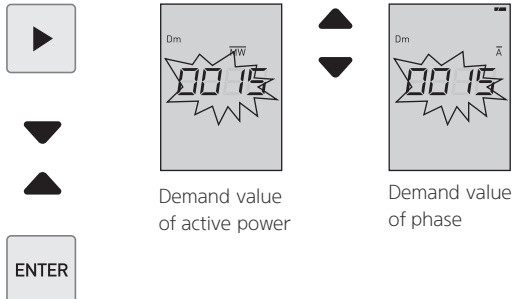 Dm
MW
0015
Demand value
of active power
Dm
A
0015
Demand value
of phase
ENTER